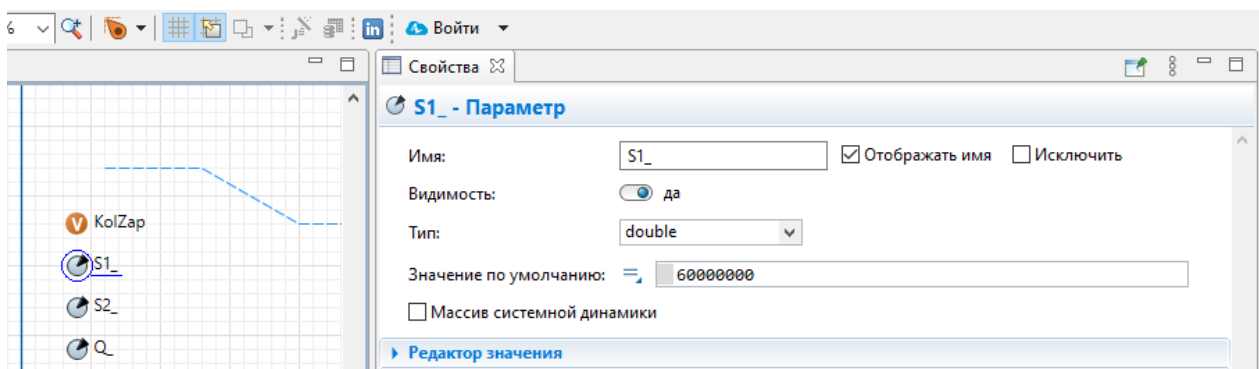 % Войти
Свойства
S1_ - Параметр
Имя: S1_ Отображать имя Исключить
Видимость: да
Тип: double
Значение по умолчанию: 60000000
Массив системной динамики
Редактор значения
KolZap
S1_
S2_
Q_